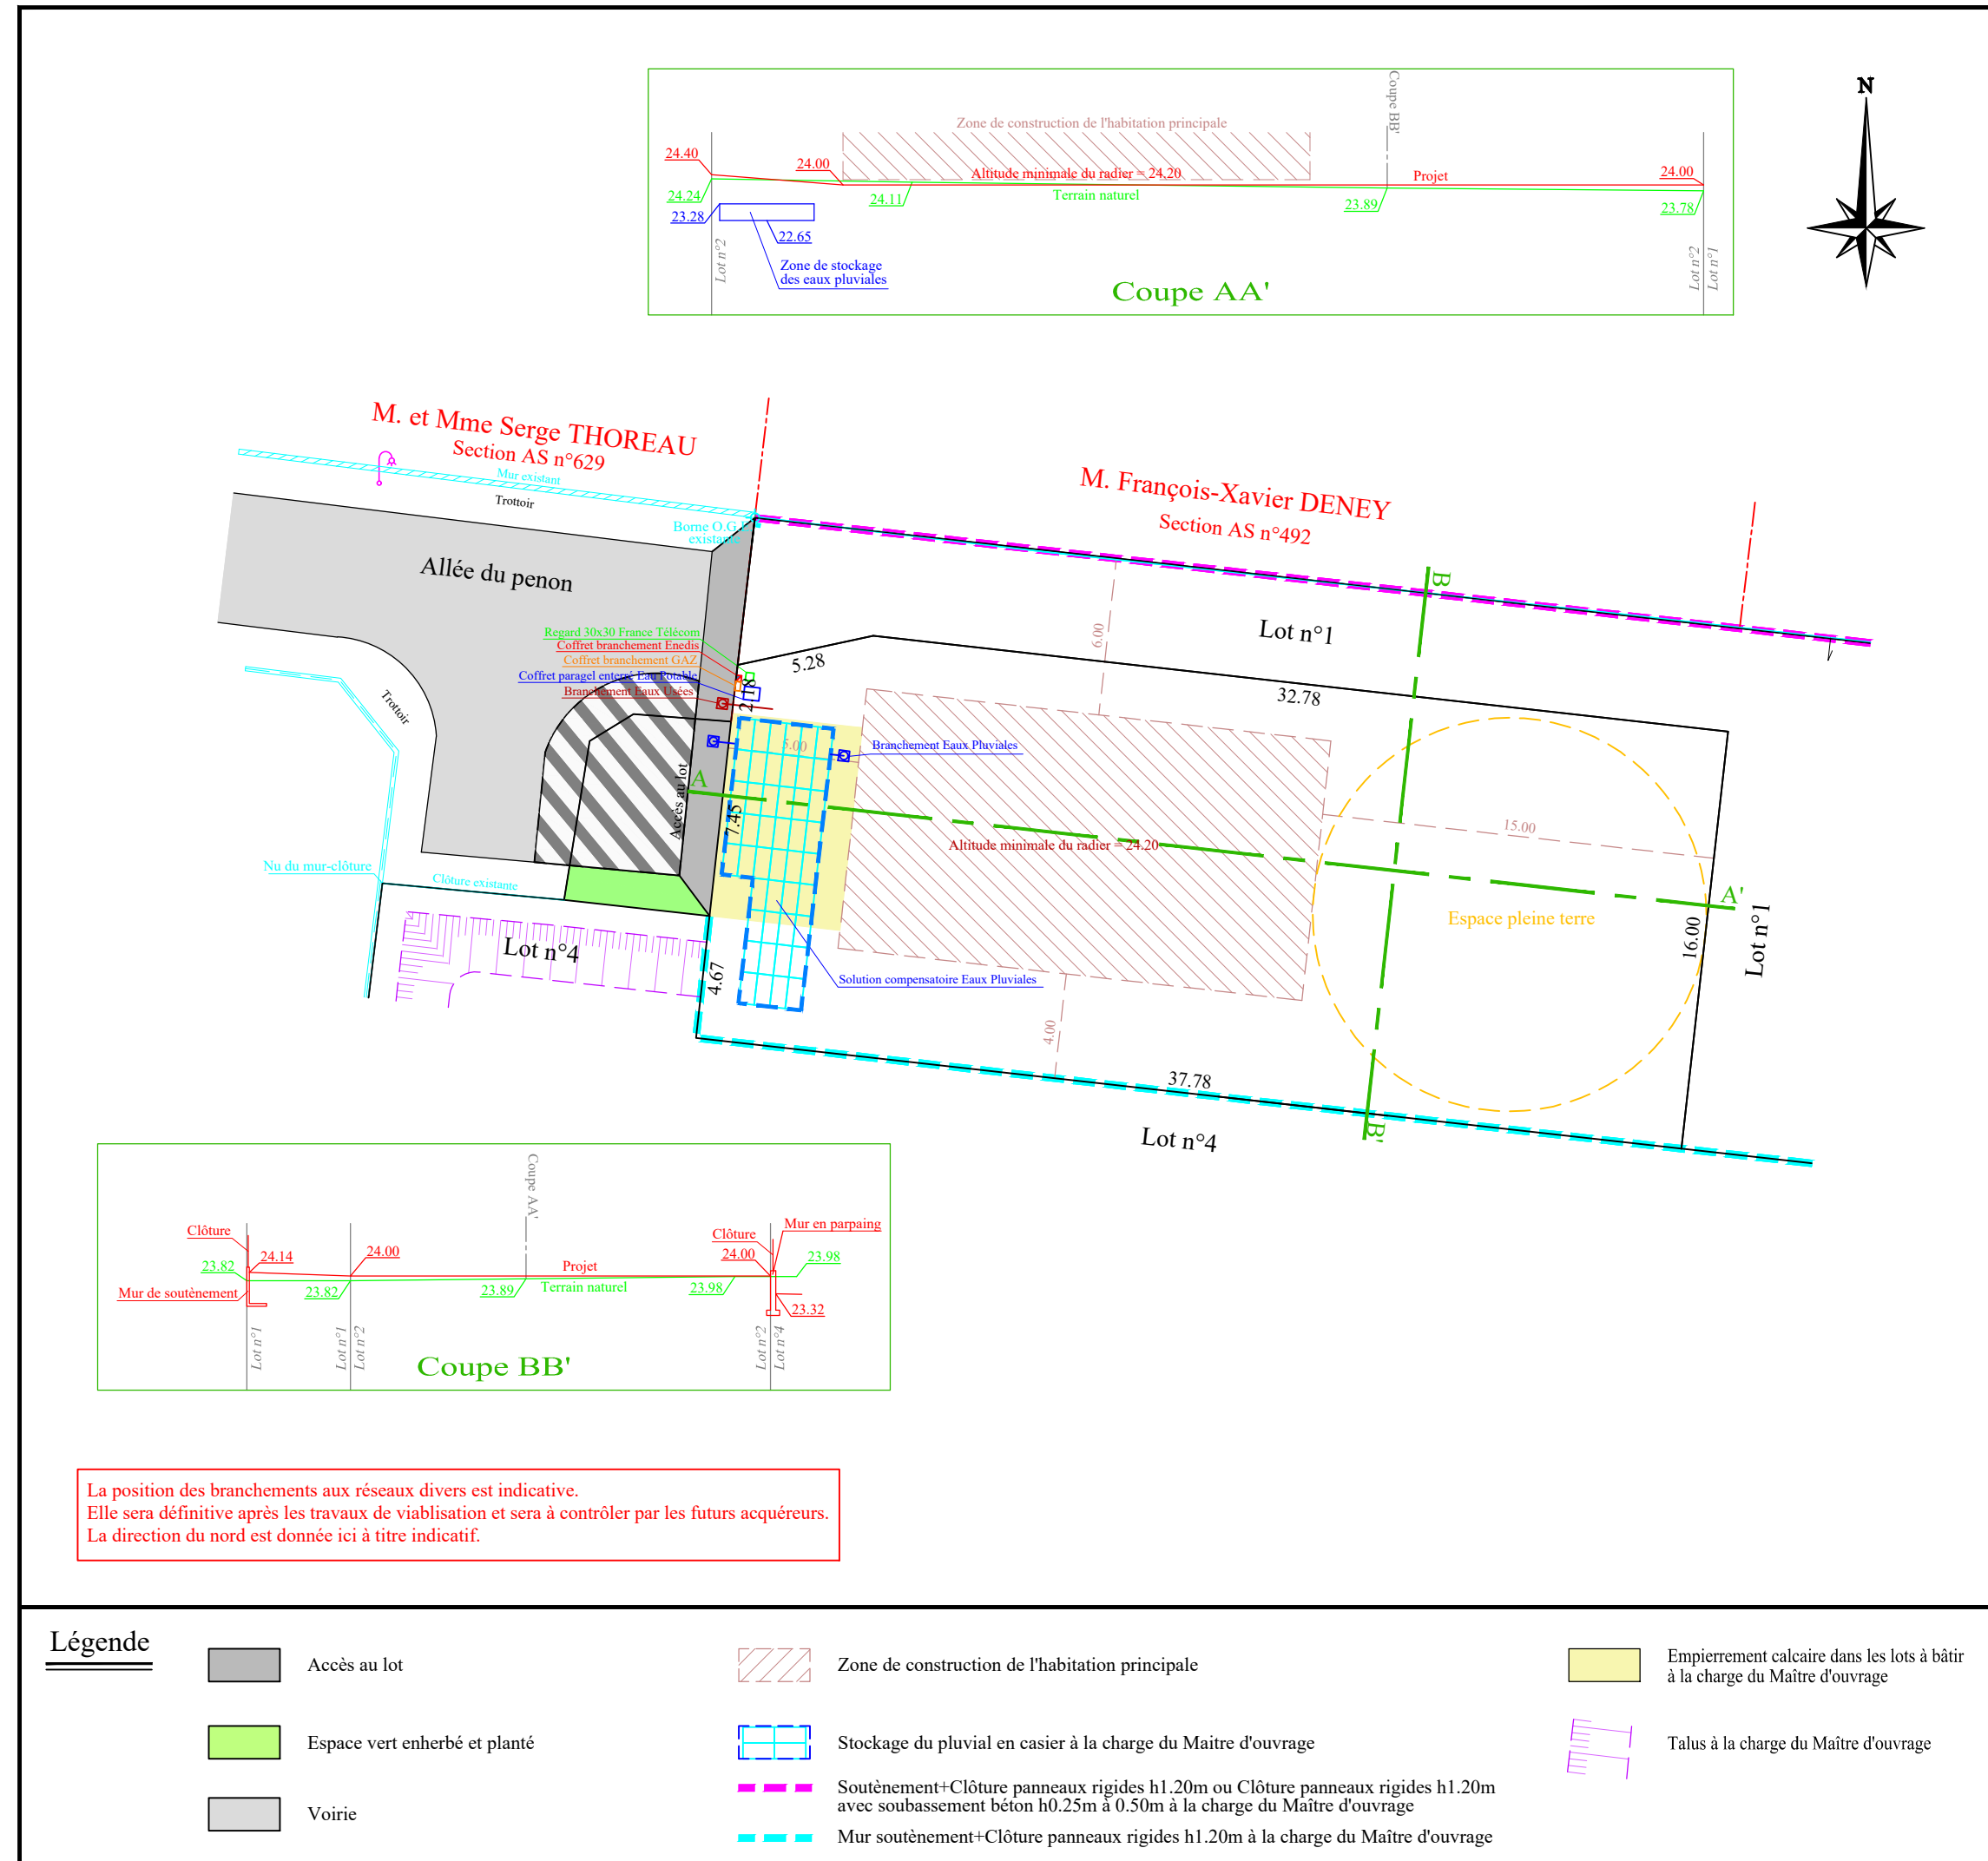 N
Coupe BB'
Zone de construction de l'habitation principale
24.40
24.00
Altitude minimale du radier = 24.20
Projet
24.00
24.24
24.11
Terrain naturel
23.89
23.78
23.28
22.65
Lot n°2
Zone de stockage
des eaux pluviales
Lot n°2
Lot n°1
Coupe AA'
M. et Mme Serge THOREAU
Section AS n°629
Mur existant
Trottoir
Borne O.G.E
existante
M. François-Xavier DENEY
Section AS n°492
Allée du penon
B
Lot n°1
6.00
Regard 30x30 France Télécom
Coffret branchement Enedis
Coffret branchement GAZ
Coffret paragel enterré Eau Potable
Branchement Eaux Usées
5.28
2.18
32.78
Trottoir
5.00
Branchement Eaux Pluviales
A
Accès au lot
7.45
Altitude minimale du radier = 24.20
15.00
Nu du mur-clôture
Clôture existante
A'
Espace pleine terre
16.00
Lot n°1
Lot n°4
4.67
Solution compensatoire Eaux Pluviales
4.00
37.78
B'
Lot n°4
Coupe AA'
Clôture
24.14
24.00
Clôture
Mur en parpaing
24.00
23.98
23.82
Projet
Mur de soutènement
23.82
23.89
Terrain naturel
23.98
23.32
Lot n°1
Lot n°1
Lot n°2
Lot n°2
Lot n°4
Coupe BB'
La position des branchements aux réseaux divers est indicative.
Elle sera définitive après les travaux de viablisation et sera à contrôler par les futurs acquéreurs.
La direction du nord est donnée ici à titre indicatif.
Légende
Accès au lot
Espace vert enherbé et planté
Voirie
Zone de construction de l'habitation principale
Stockage du pluvial en casier à la charge du Maitre d'ouvrage
Soutènement+Clôture panneaux rigides h1.20m ou Clôture panneaux rigides h1.20m
avec soubassement béton h0.25m à 0.50m à la charge du Maître d'ouvrage
Mur soutènement+Clôture panneaux rigides h1.20m à la charge du Maître d'ouvrage
Empierrement calcaire dans les lots à bâtir
à la charge du Maître d'ouvrage
Talus à la charge du Maître d'ouvrage